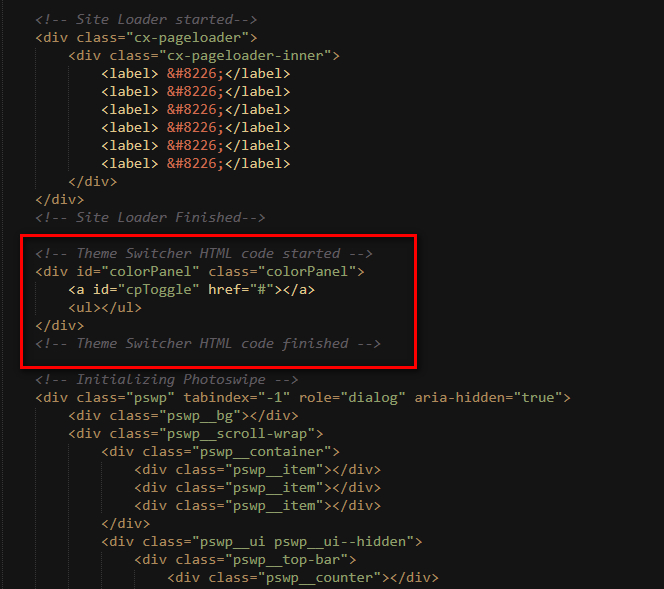 <!-- Site Loader started-->
<div class="cx-pageloader">
<div class="cx-pageloader-inner">
<label> &#8226;</label>
<label> &#8226;</label>
<label> &#8226;</label>
<label> &#8226;</label>
<label> &#8226;</label>
<label> &#8226;</label>
</div>
</div>
<!-- Site Loader Finished-->
<!-- Theme Switcher HTML code started -->
<div id="colorPanel" class="colorPanel">
<a id="cpToggle" href="#"></a>
<ul></ul>
</div>
<!-- Theme Switcher HTML code finished -->
<!-- Initializing Photoswipe -->
<div class="pswp" tabindex="-1" role="dialog" aria-hidden="true">
<div class="pswp__bg"></div>
<div class="pswp__scroll-wrap">
<div class="pswp__container">
<div class="pswp__item"></div>
<div class="pswp__item"></div>
<div class="pswp__item"></div>
</div>
<div class="pswp__ui pswp__ui--hidden">
<div class="pswp__top-bar">
<div class="pswp__counter"></div>